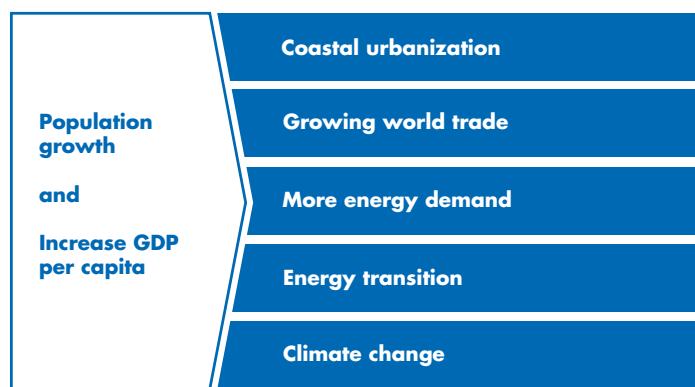 Population
growth
and
Increase GDP
per capita
Coastal urbanization
Growing world trade
More energy demand
Energy transition
Climate change